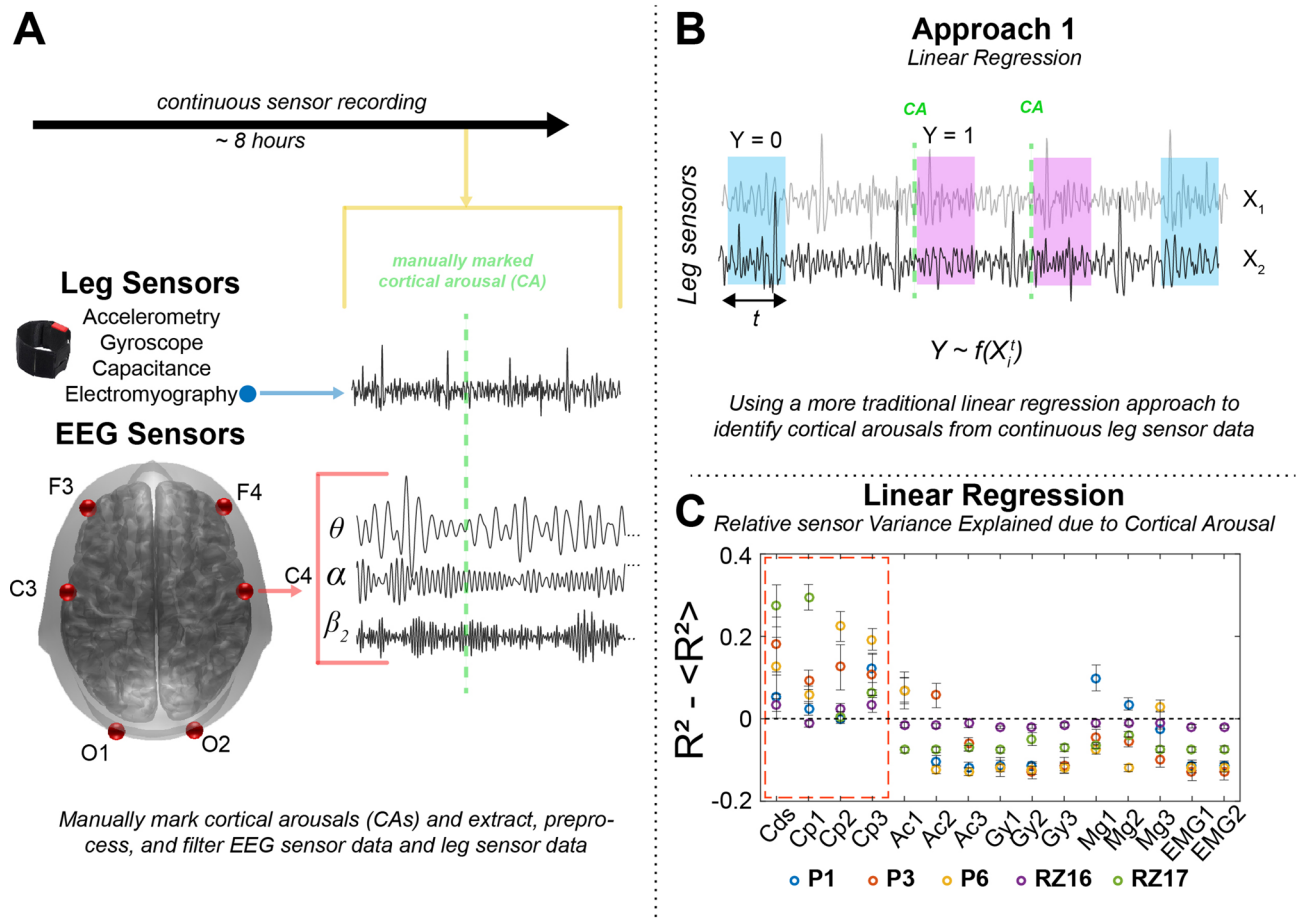 A
continuous sensor recording
~ 8 hours
manually marked
cortical arousal (CA)
Leg Sensors
Accelerometry
Gyroscope
Capacitance
Electromyography
EEG Sensors
F3
F4
C3
C4
O1
O2
θ
α
β₂
...
...
...
Manually mark cortical arousals (CAs) and extract, prepro-
cess, and filter EEG sensor data and leg sensor data
B
Approach 1
Linear Regression
CA
CA
Y = 0
Y = 1
Leg sensors
X₁
X₂
t
Y ~ f(Xᵢᵗ)
Using a more traditional linear regression approach to
identify cortical arousals from continuous leg sensor data
C
Linear Regression
Relative sensor Variance Explained due to Cortical Arousal
R² - <R²>
0.4
0.2
0
-0.2
Cds
Cp1
Cp2
Cp3
Ac1
Ac2
Ac3
Gy1
Gy2
Gy3
Mg1
Mg2
Mg3
EMG1
EMG2
P1
P3
P6
RZ16
RZ17